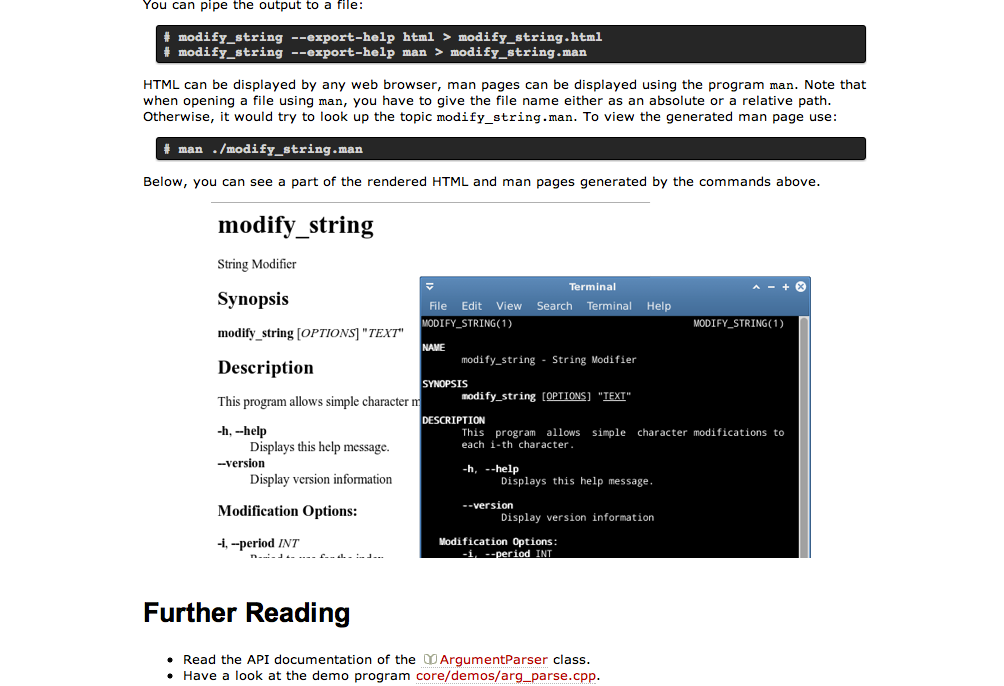 You can pipe the output to a file:
# modify_string --export-help html > modify_string.html
# modify_string --export-help man > modify_string.man
HTML can be displayed by any web browser, man pages can be displayed using the program man. Note that
when opening a file using man, you have to give the file name either as an absolute or a relative path.
Otherwise, it would try to look up the topic modify_string.man. To view the generated man page use:
# man ./modify_string.man
Below, you can see a part of the rendered HTML and man pages generated by the commands above.
modify_string
String Modifier
Synopsis
modify_string [OPTIONS] "TEXT"
Description
This program allows simple character
-h, --help
Displays this help message.
--version
Display version information
Modification Options:
-i, --period INT
Period to use for the index
Terminal
File Edit View Search Terminal Help
MODIFY_STRING(1) MODIFY_STRING(1)
NAME
modify_string - String Modifier
SYNOPSIS
modify_string [OPTIONS] "TEXT"
DESCRIPTION
This program allows simple character modifications to
each i-th character.
-h, --help
Displays this help message.
--version
Display version information
Modification Options:
-i, --period INT
Further Reading
• Read the API documentation of the ArgumentParser class.
• Have a look at the demo program core/demos/arg_parse.cpp.